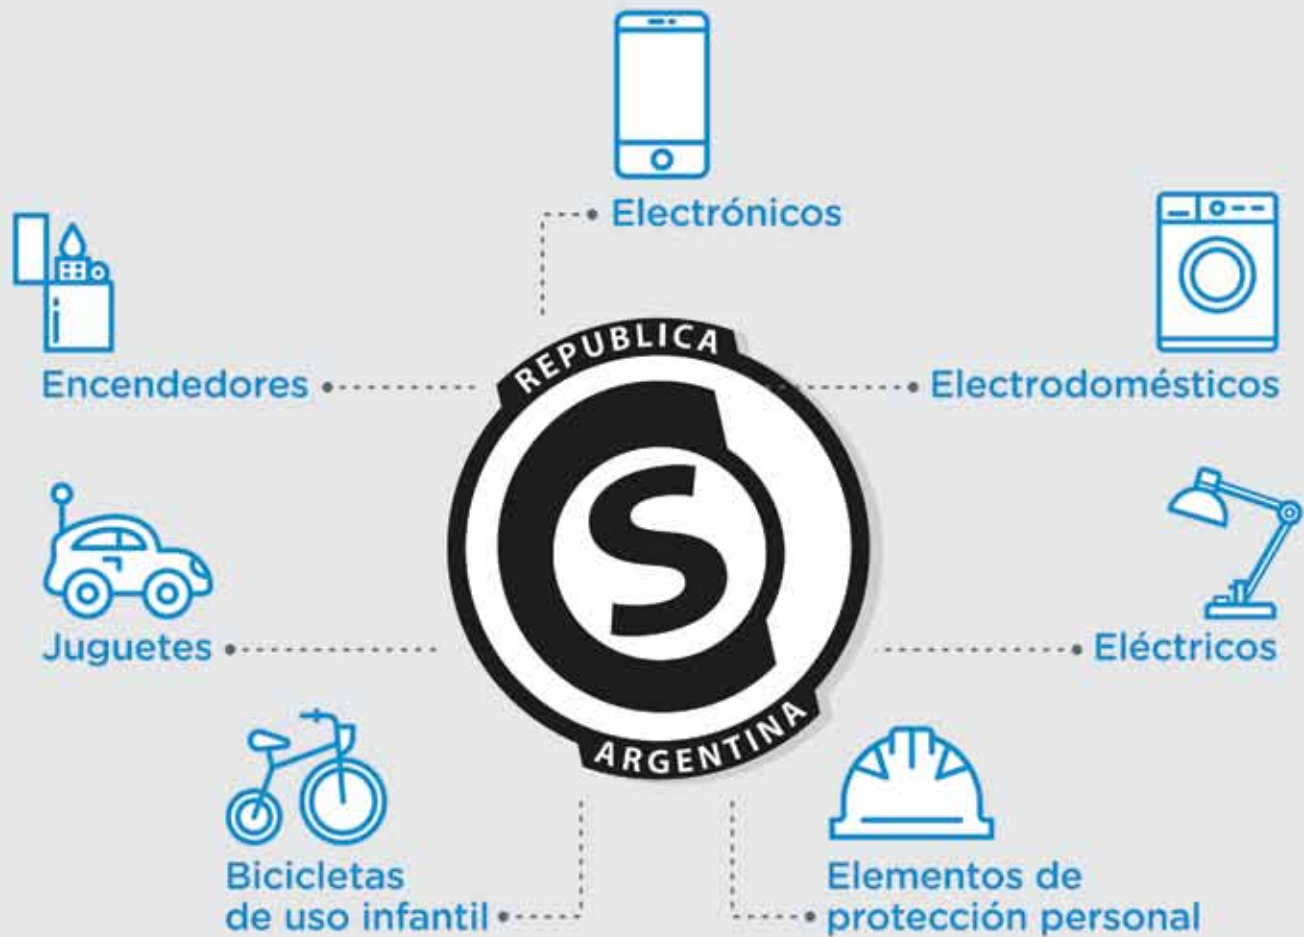 Electrónicos
Encendedores
Electrodomésticos
REPUBLICA
S
ARGENTINA
Juguetes
Eléctricos
Bicicletas
de uso infantil
Elementos de
protección personal